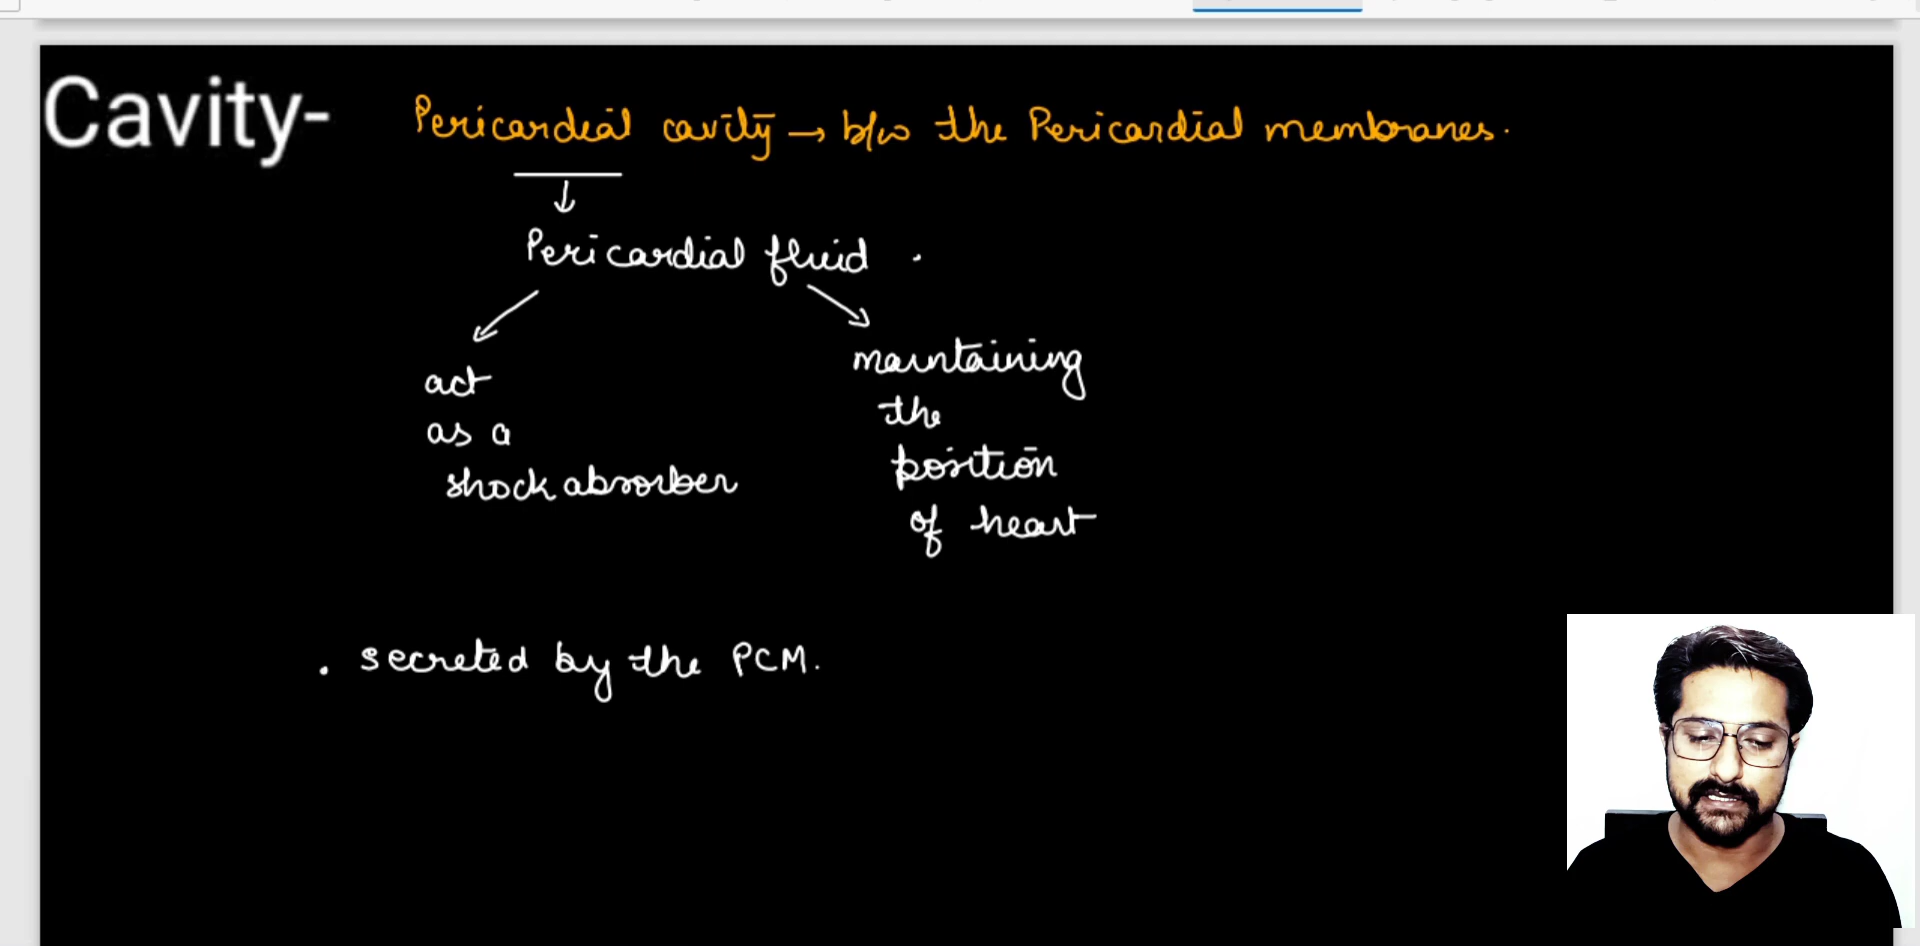 Cavity- Pericardial cavity → b/w the Pericardial membranes.
↓
Pericardial fluid .
act
as a
shock absorber
maintaining
the
position
of heart
. secreted by the PCM.